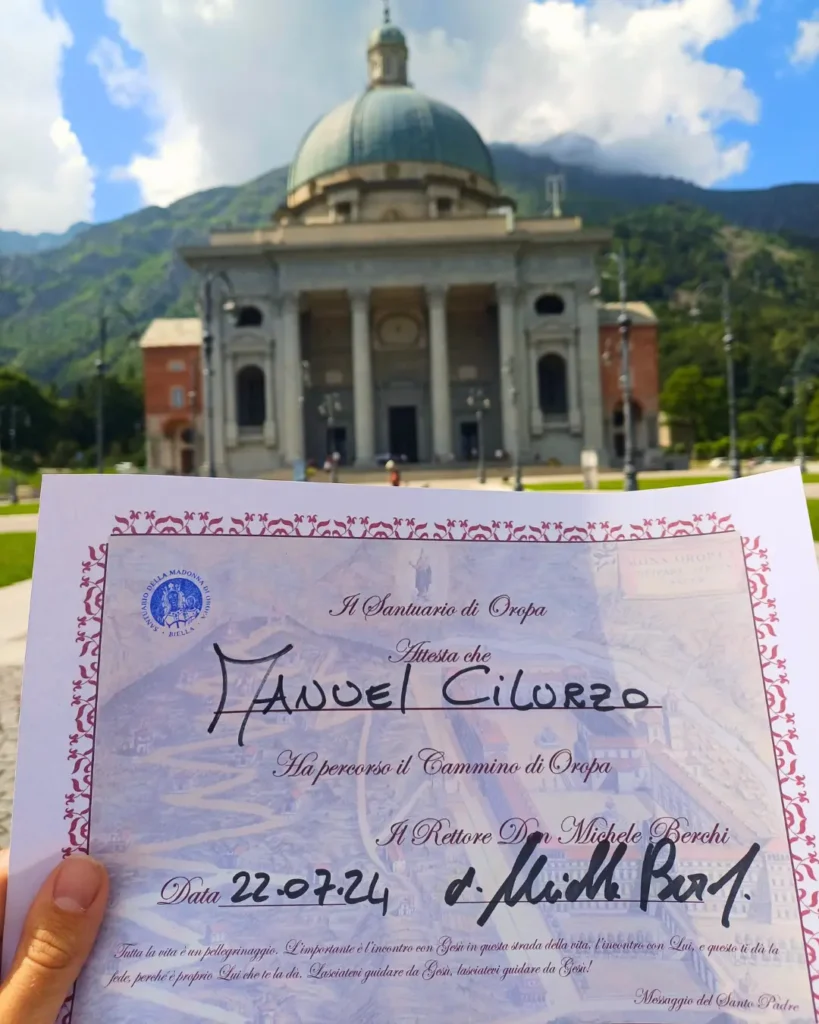 SANTUARIO DELLA MADONNA DI OROPA
• BIELLA •
Il Santuario di Oropa
Attesta che
MANUEL CILURZO
Ha percorso il Cammino di Oropa
Il Rettore Don Michele Berchi
Data 22.07.24 d. Michele Berchi
Tutta la vita è un pellegrinaggio. L'importante è l'incontro con Gesù in questa strada della vita, l'incontro con Lui, e questo ti dà la
fede, perché è proprio Lui che te la dà. Lasciatevi guidare da Gesù, lasciatevi guidare da Gesù!
Messaggio del Santo Padre